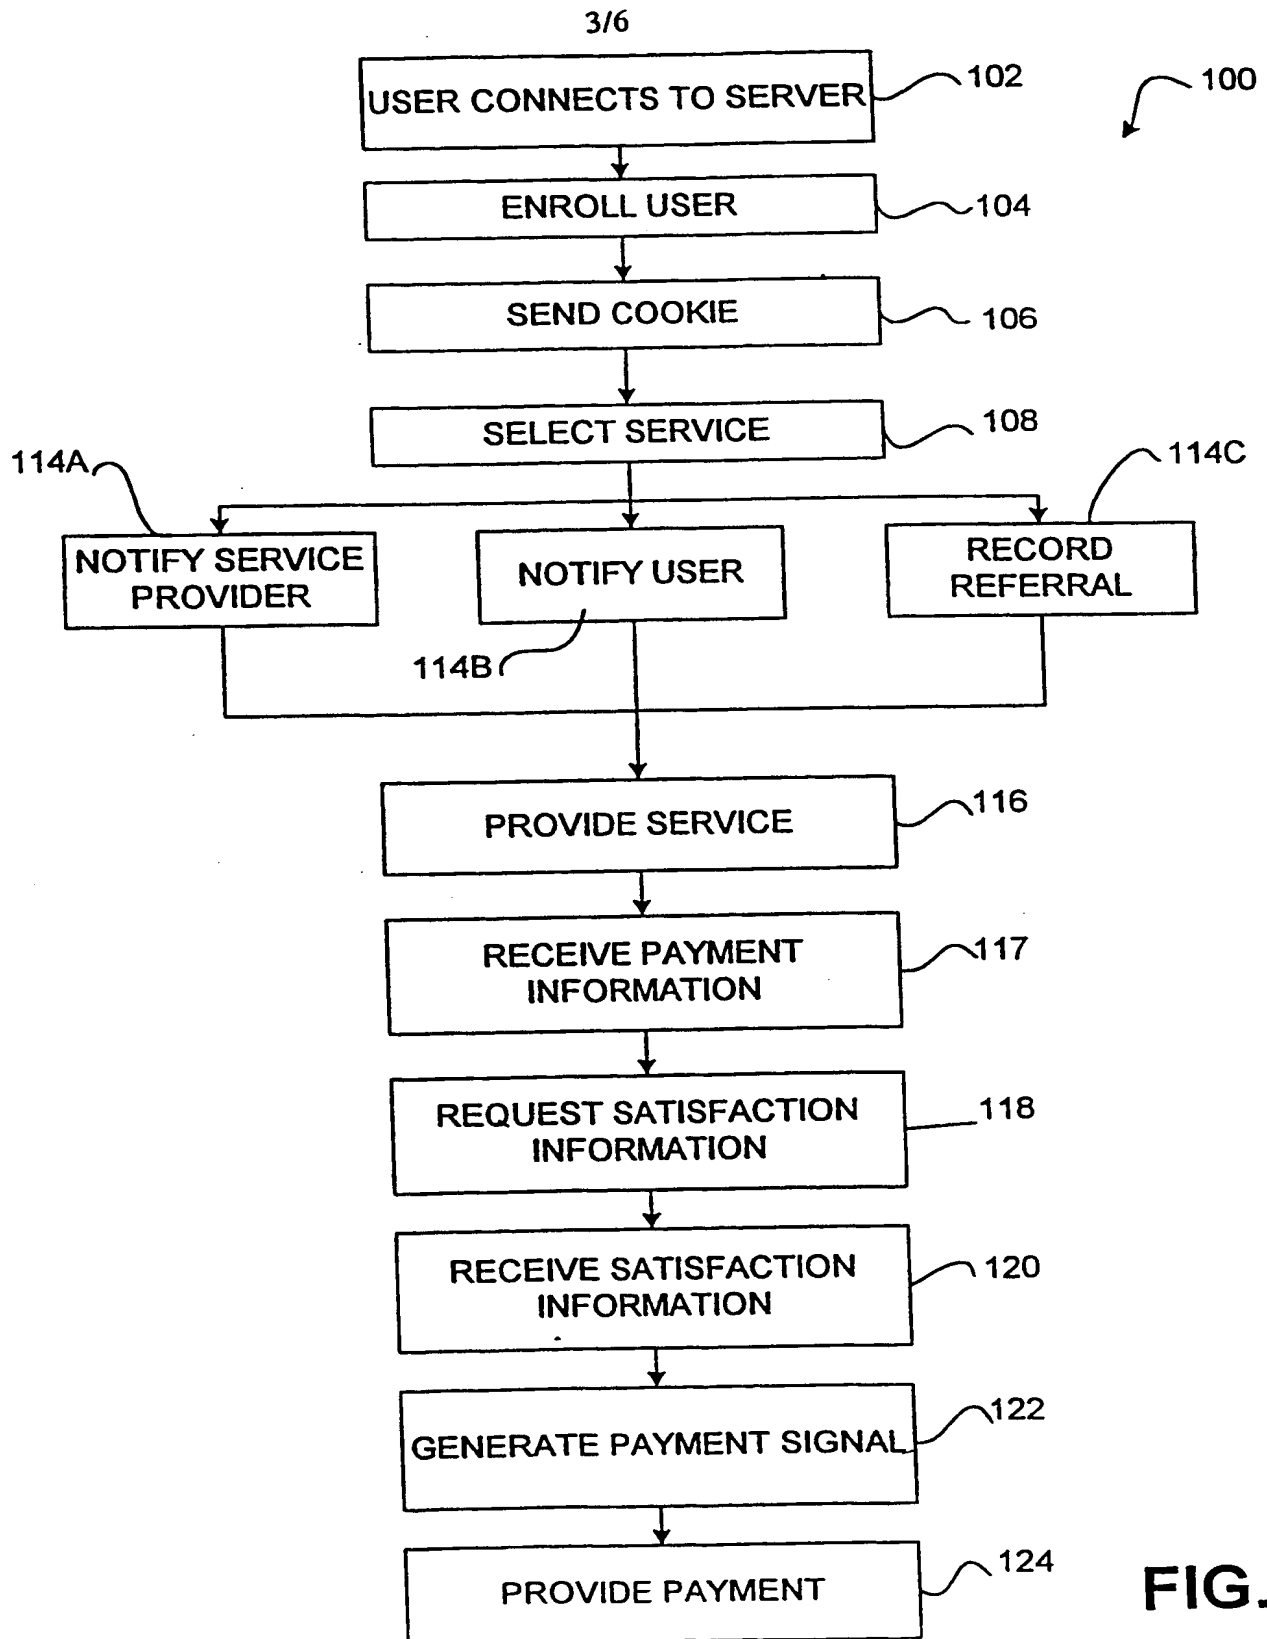 3/6
USER CONNECTS TO SERVER
102
100
ENROLL USER
104
SEND COOKIE
106
SELECT SERVICE
108
114A
114C
NOTIFY SERVICE
PROVIDER
NOTIFY USER
RECORD
REFERRAL
114B
PROVIDE SERVICE
116
RECEIVE PAYMENT
INFORMATION
117
REQUEST SATISFACTION
INFORMATION
118
RECEIVE SATISFACTION
INFORMATION
120
GENERATE PAYMENT SIGNAL
122
PROVIDE PAYMENT
124
FIG.